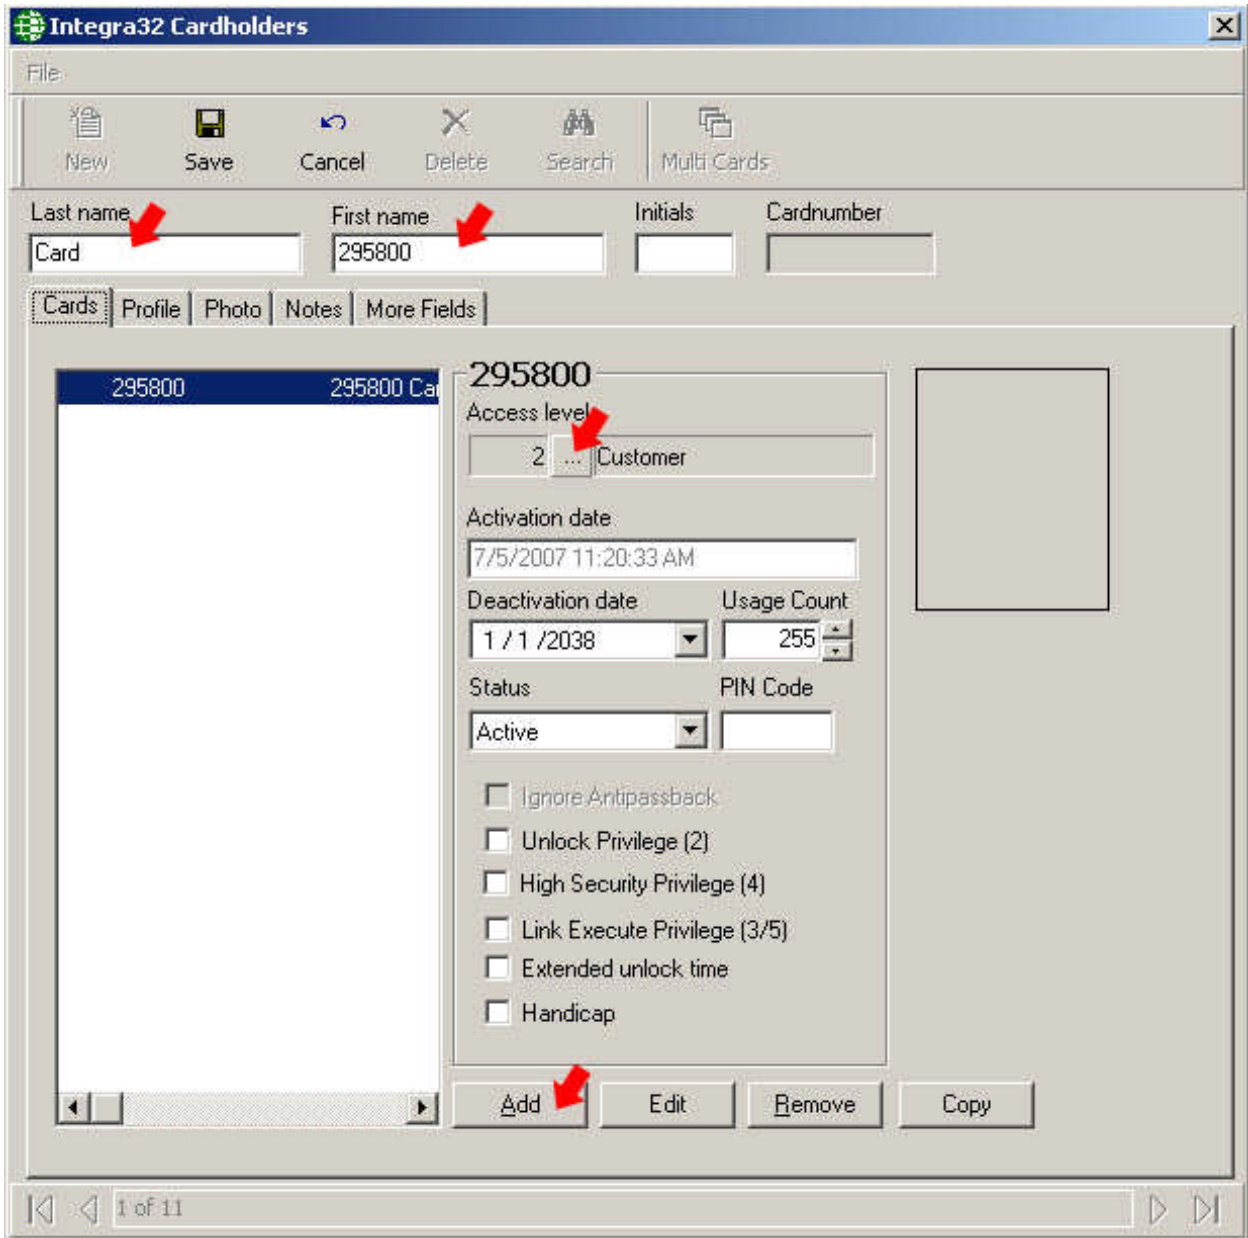 Integra32 Cardholders
File
New Save Cancel Delete Search Multi Cards
Last name First name Initials Cardnumber
Card 295800
Cards Profile Photo Notes More Fields
295800 295800 Car
295800
Access level
2 ... Customer
Activation date
7/5/2007 11:20:33 AM
Deactivation date Usage Count
1 / 1 /2038 255
Status PIN Code
Active
Ignore Antipassback
Unlock Privilege (2)
High Security Privilege (4)
Link Execute Privilege (3/5)
Extended unlock time
Handicap
Add Edit Remove Copy
1 of 11